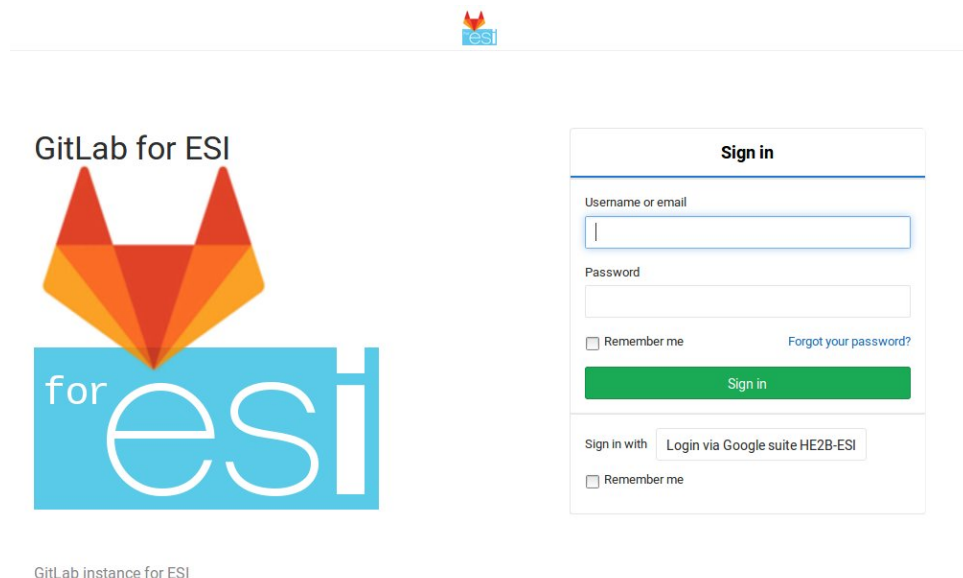 for esi
GitLab for ESI
for
esi
GitLab instance for ESI
Sign in
Username or email
Password
Remember me
Forgot your password?
Sign in
Sign in with
Login via Google suite HE2B-ESI
Remember me